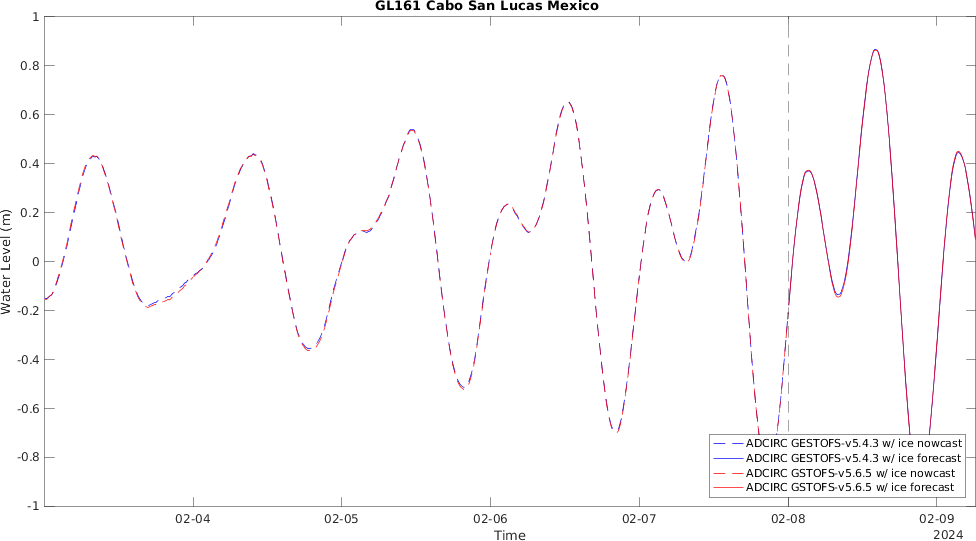 GL161 Cabo San Lucas Mexico
1
0.8
0.6
0.4
0.2
0
-0.2
-0.4
-0.6
-0.8
-1
Water Level (m)
ADCIRC GESTOFS-v5.4.3 w/ ice nowcast
ADCIRC GESTOFS-v5.4.3 w/ ice forecast
ADCIRC GSTOFS-v5.6.5 w/ ice nowcast
ADCIRC GSTOFS-v5.6.5 w/ ice forecast
02-04 02-05 02-06 02-07 02-08 02-09
Time
2024